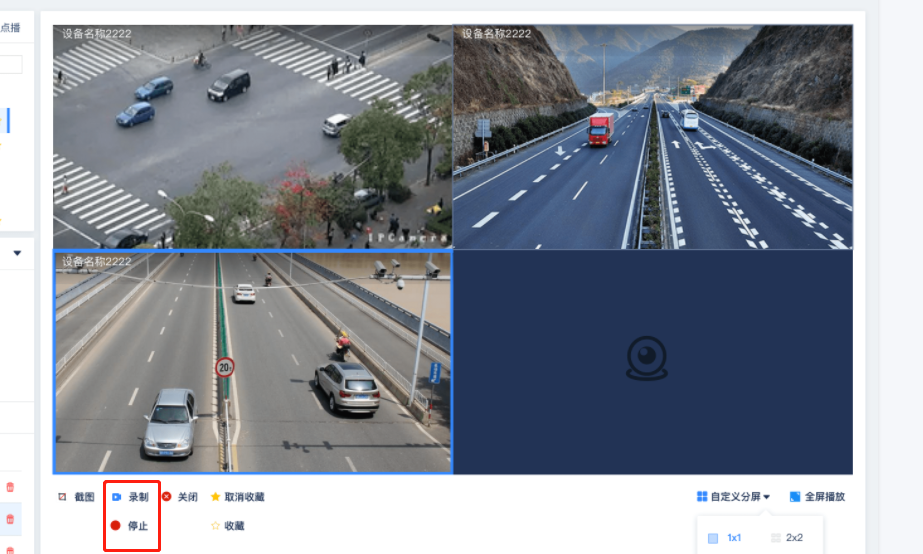 点播
设备名称2222
设备名称2222
IPCamera
设备名称2222
20
截图 录制 关闭 取消收藏
自定义分屏 全屏播放
停止 收藏
1x1 2x2